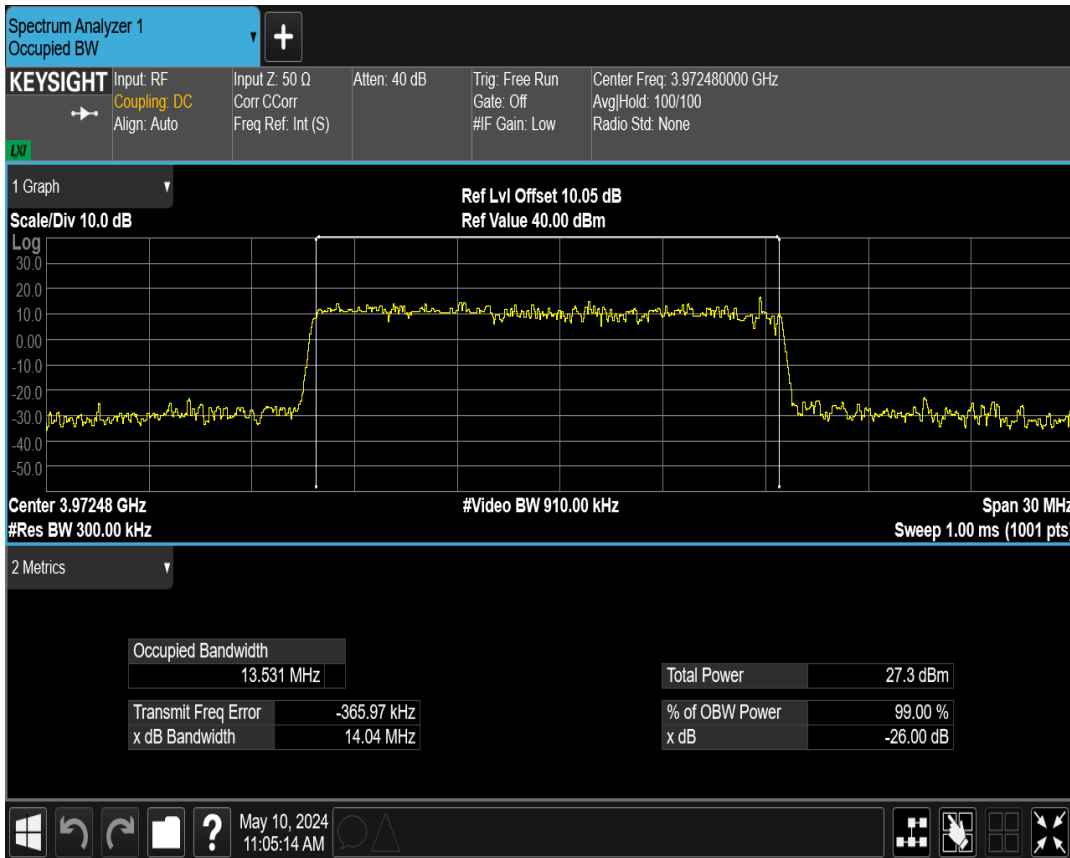 Spectrum Analyzer 1
Occupied BW
+
KEYSIGHT
LXI
Input: RF
Coupling: DC
Align: Auto
Input Z: 50 Ω
Corr CCorr
Freq Ref: Int (S)
Atten: 40 dB
Trig: Free Run
Gate: Off
#IF Gain: Low
Center Freq: 3.972480000 GHz
Avg|Hold: 100/100
Radio Std: None
1 Graph
Scale/Div 10.0 dB
Ref Lvl Offset 10.05 dB
Ref Value 40.00 dBm
Log
30.0
20.0
10.0
0.00
-10.0
-20.0
-30.0
-40.0
-50.0
Center 3.97248 GHz
#Video BW 910.00 kHz
Span 30 MHz
#Res BW 300.00 kHz
Sweep 1.00 ms (1001 pts)
2 Metrics
Occupied Bandwidth
13.531 MHz
Total Power 27.3 dBm
Transmit Freq Error -365.97 kHz
% of OBW Power 99.00 %
x dB Bandwidth 14.04 MHz
x dB -26.00 dB
?
May 10, 2024
11:05:14 AM